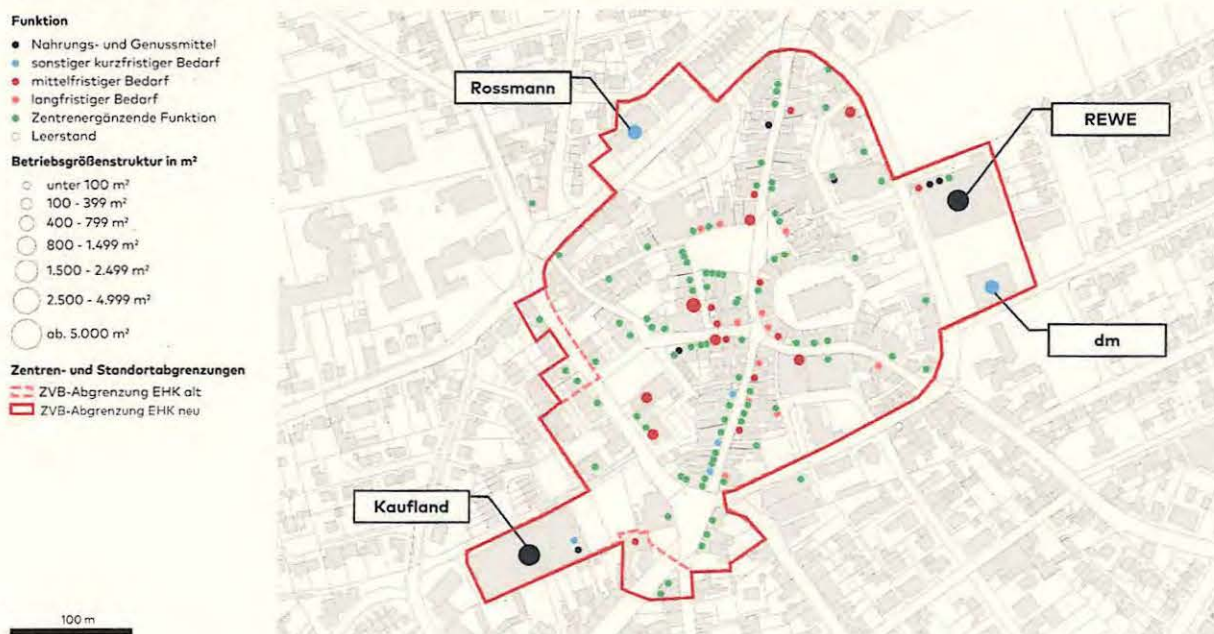 Funktion
Nahrungs- und Genussmittel
sonstiger kurzfristiger Bedarf
mittelfristiger Bedarf
langfristiger Bedarf
Zentrenergänzende Funktion
Leerstand
Betriebsgrößenstruktur in m²
unter 100 m²
100 - 399 m²
400 - 799 m²
800 - 1.499 m²
1.500 - 2.499 m²
2.500 - 4.999 m²
ab. 5.000 m²
Zentren- und Standortabgrenzungen
ZVB-Abgrenzung EHK alt
ZVB-Abgrenzung EHK neu
100 m
Rossmann
REWE
dm
Kaufland